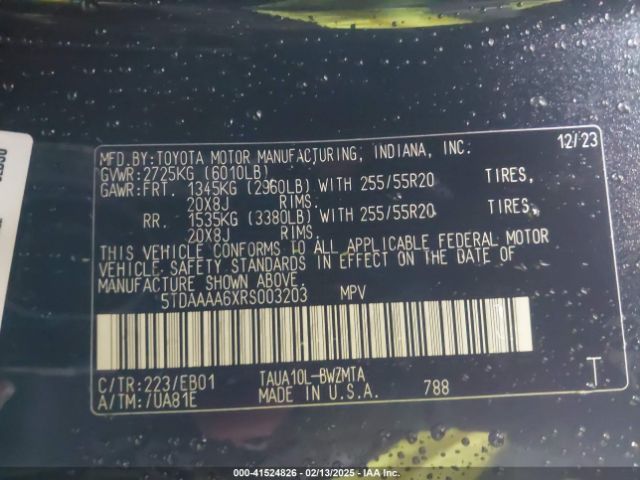 MFD.BY:TOYOTA MOTOR MANUFACTURING, INDIANA, INC. 12/23
GVWR:2725KG (6010LB)
GAWR:FRT. 1345KG (2960LB) WITH 255/55R20 TIRES,
20X8J RIMS.
RR. 1535KG (3380LB) WITH 255/55R20 TIRES,
20X8J RIMS.
THIS VEHICLE CONFORMS TO ALL APPLICABLE FEDERAL MOTOR
VEHICLE SAFETY STANDARDS IN EFFECT ON THE DATE OF
MANUFACTURE SHOWN ABOVE.
5TDAAAA6XRS003203 MPV
C/TR:223/EB01 TAUA10L-BWZMTA T
A/TM:/UA81E MADE IN U.S.A. 788
000-41524826 - 02/13/2025 - IAA Inc.